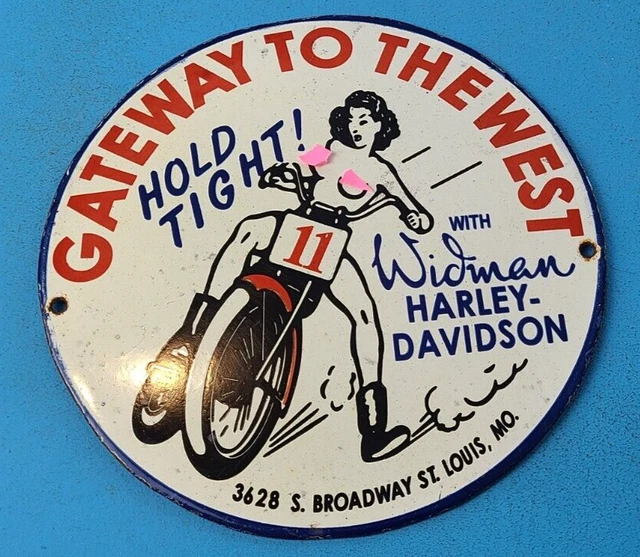 GATEWAY TO THE WEST
HOLD
TIGHT!
11
WITH
Widman
HARLEY-
DAVIDSON
3628 S. BROADWAY ST. LOUIS, MO.